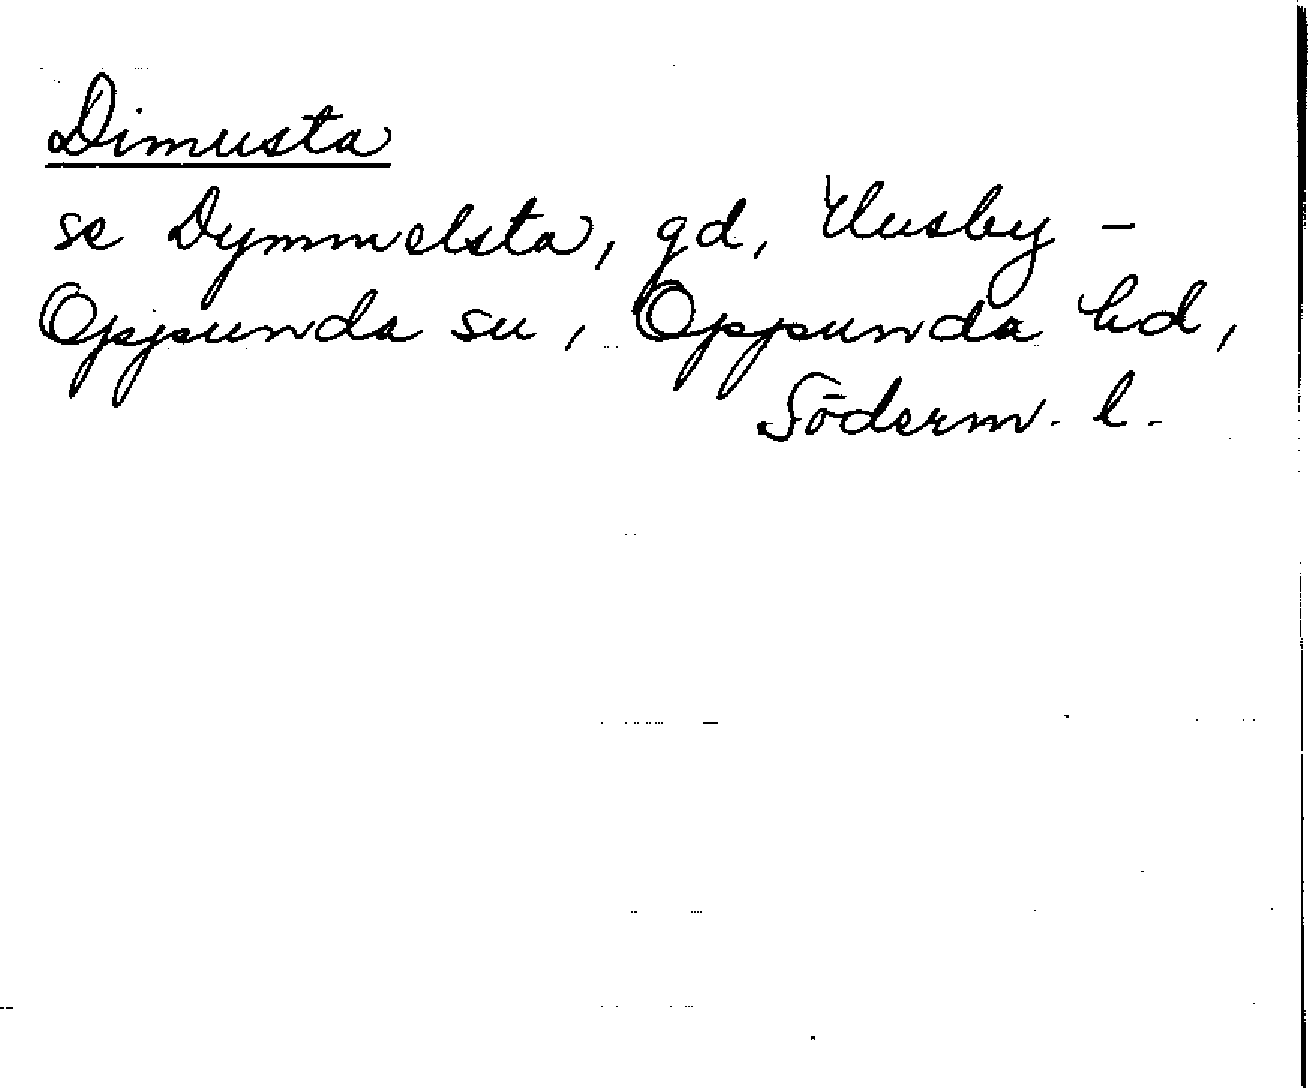 Dimusta
se Dymmelsta, gd, Husby -
Oppunda sn, Oppunda hd,
Söderm. l.